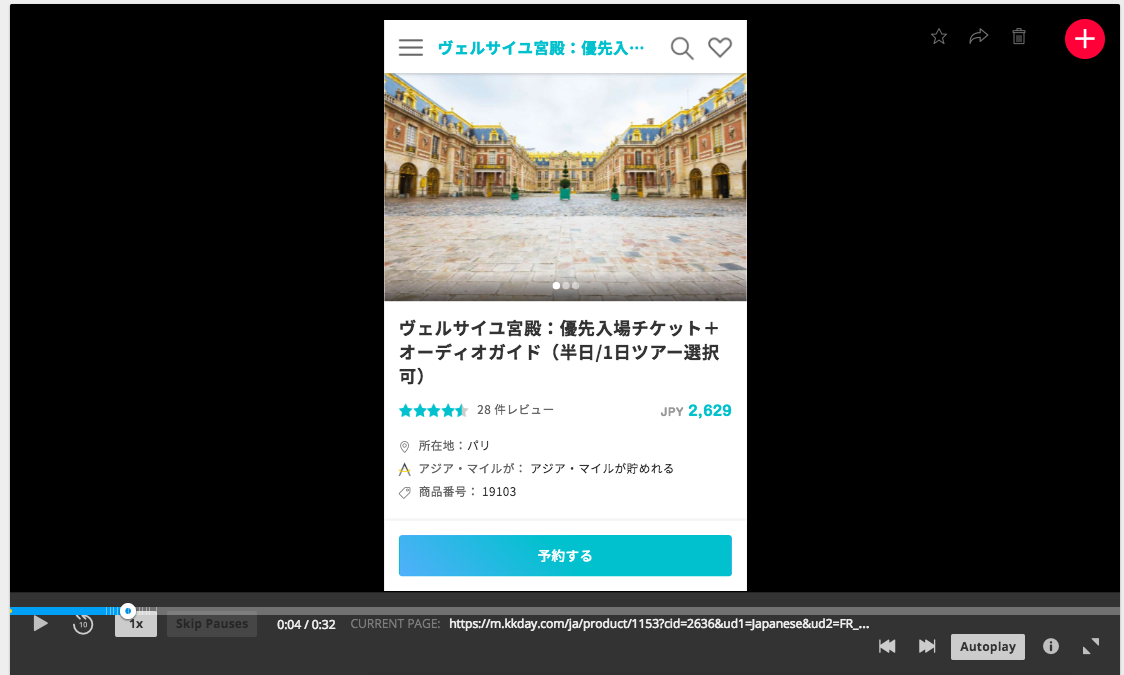 ヴェルサイユ宮殿：優先入…
ヴェルサイユ宮殿：優先入場チケット＋
オーディオガイド（半日/1日ツアー選択
可）
28 件レビュー
JPY 2,629
所在地：パリ
アジア・マイルが： アジア・マイルが貯めれる
商品番号： 19103
予約する
10
1x
Skip Pauses
0:04 / 0:32
CURRENT PAGE: https://m.kkday.com/ja/product/1153?cid=2636&ud1=Japanese&ud2=FR_...
Autoplay